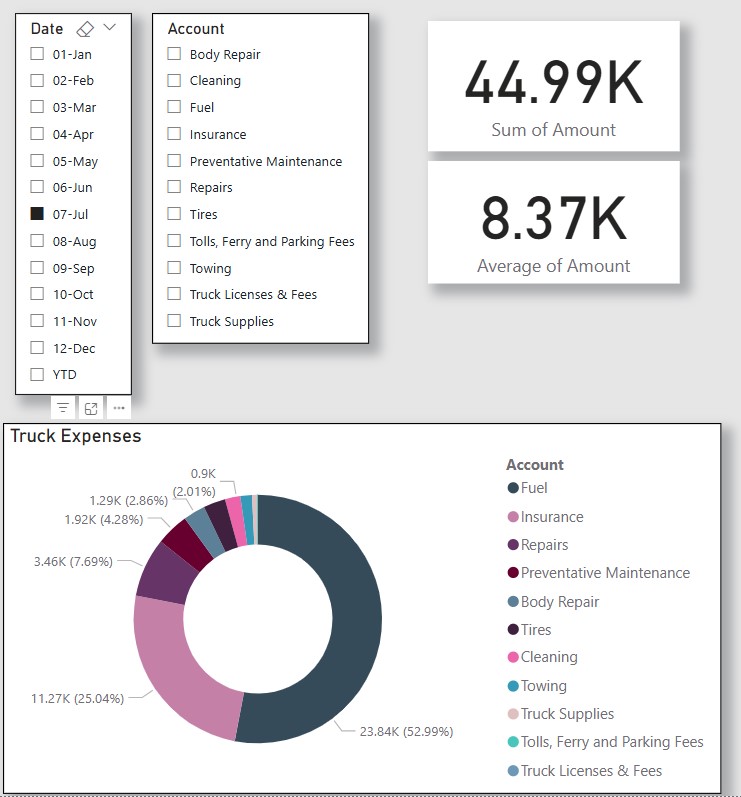 Date
01-Jan
02-Feb
03-Mar
04-Apr
05-May
06-Jun
07-Jul
08-Aug
09-Sep
10-Oct
11-Nov
12-Dec
YTD
Account
Body Repair
Cleaning
Fuel
Insurance
Preventative Maintenance
Repairs
Tires
Tolls, Ferry and Parking Fees
Towing
Truck Licenses & Fees
Truck Supplies
44.99K
Sum of Amount
8.37K
Average of Amount
Truck Expenses
0.9K
(2.01%)
1.29K (2.86%)
1.92K (4.28%)
3.46K (7.69%)
11.27K (25.04%)
23.84K (52.99%)
Account
Fuel
Insurance
Repairs
Preventative Maintenance
Body Repair
Tires
Cleaning
Towing
Truck Supplies
Tolls, Ferry and Parking Fees
Truck Licenses & Fees